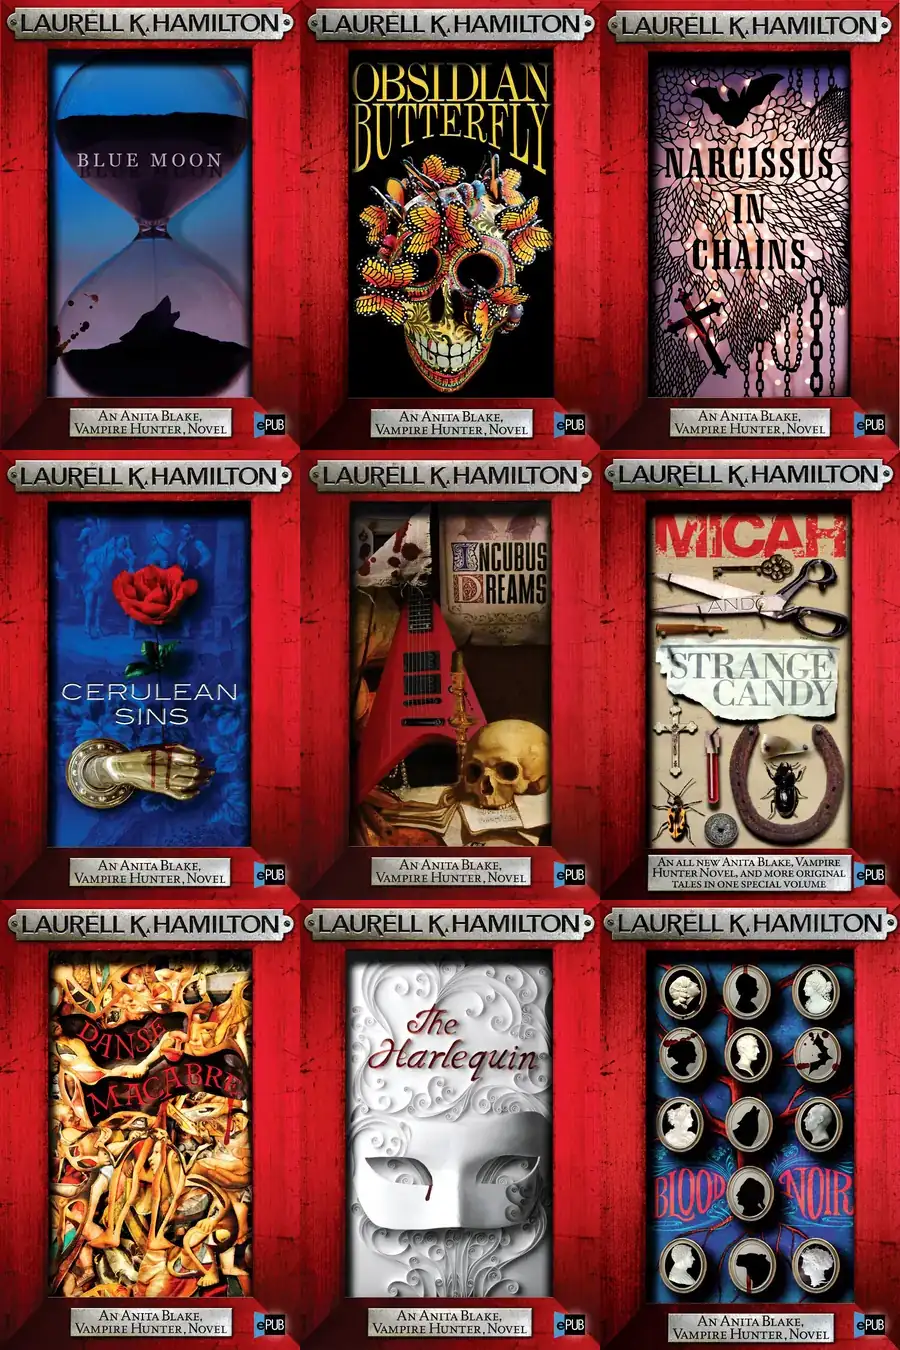 LAURELL K. HAMILTON
BLUE MOON
AN ANITA BLAKE,
VAMPIRE HUNTER, NOVEL
ePUB
LAURELL K. HAMILTON
OBSIDIAN
BUTTERFLY
AN ANITA BLAKE,
VAMPIRE HUNTER, NOVEL
ePUB
LAURELL K. HAMILTON
NARCISSUS
IN
CHAINS
AN ANITA BLAKE,
VAMPIRE HUNTER, NOVEL
ePUB
LAURELL K. HAMILTON
CERULEAN
SINS
AN ANITA BLAKE,
VAMPIRE HUNTER, NOVEL
ePUB
LAURELL K. HAMILTON
INCUBUS
DREAMS
AN ANITA BLAKE,
VAMPIRE HUNTER, NOVEL
ePUB
LAURELL K. HAMILTON
MICAH
AND
STRANGE
CANDY
AN ALL NEW ANITA BLAKE, VAMPIRE
HUNTER NOVEL, AND MORE ORIGINAL
TALES IN ONE SPECIAL VOLUME
ePUB
LAURELL K. HAMILTON
DANSE
MACABRE
AN ANITA BLAKE,
VAMPIRE HUNTER, NOVEL
ePUB
LAURELL K. HAMILTON
The
Harlequin
AN ANITA BLAKE,
VAMPIRE HUNTER, NOVEL
ePUB
LAURELL K. HAMILTON
BLOOD NOIR
AN ANITA BLAKE,
VAMPIRE HUNTER, NOVEL
ePUB